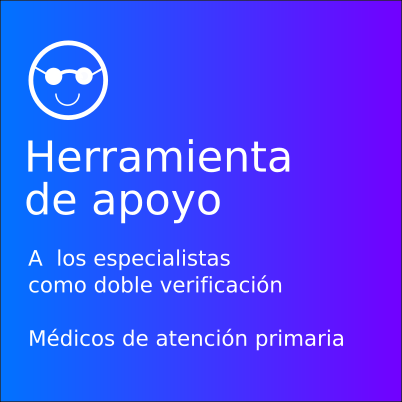 Herramienta
de apoyo
A  los especialistas
como doble verificación
Médicos de atención primaria